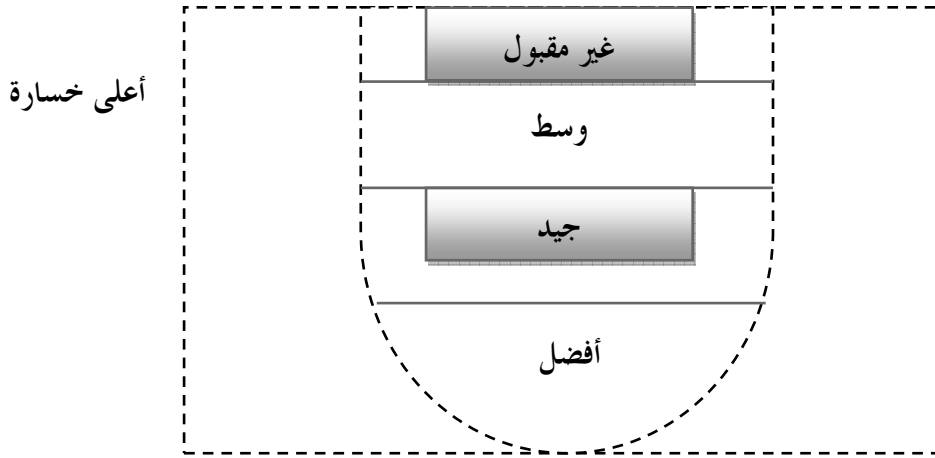 غير مقبول
أعلى خسارة
وسط
جيد
أفضل